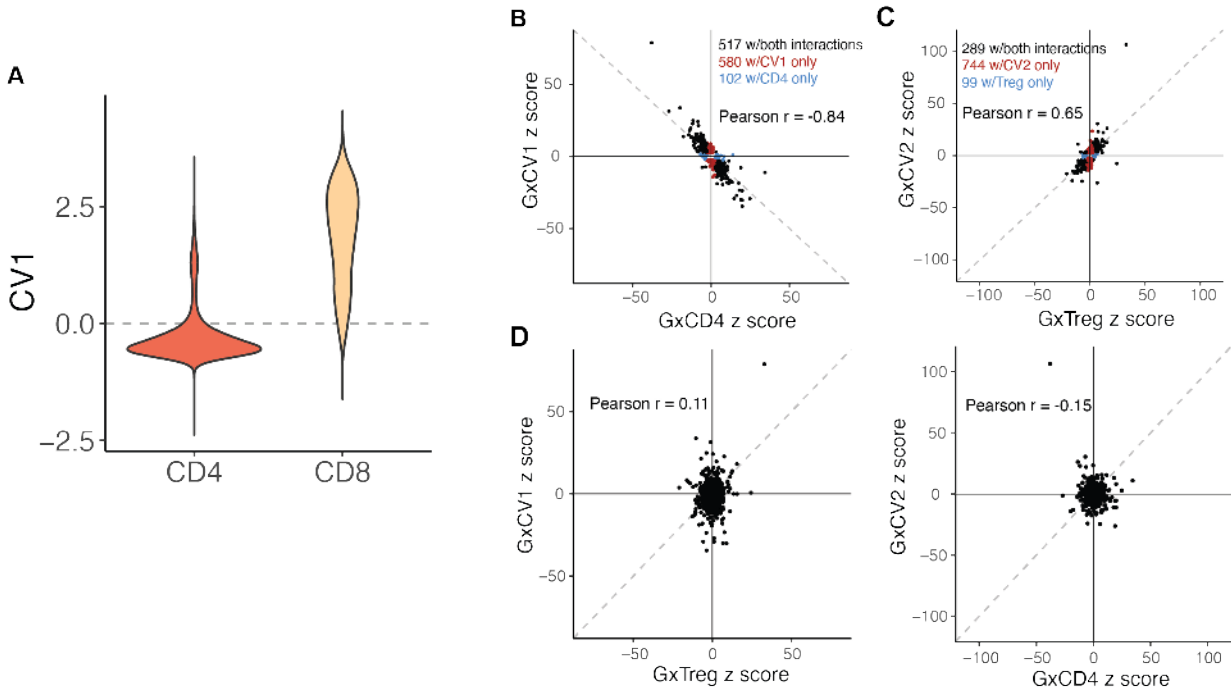 A
CV1
2.5
0.0
−2.5
CD4
CD8
B
517 w/both interactions
580 w/CV1 only
102 w/CD4 only
Pearson r = -0.84
GxCV1 z score
50
0
−50
−50
0
50
GxCD4 z score
C
289 w/both interactions
744 w/CV2 only
99 w/Treg only
Pearson r = 0.65
GxCV2 z score
100
50
0
−50
−100
−100
−50
0
50
100
GxTreg z score
D
Pearson r = 0.11
GxCV1 z score
50
0
−50
−50
0
50
GxTreg z score
Pearson r = -0.15
GxCV2 z score
100
50
0
−50
−100
−100
−50
0
50
100
GxCD4 z score